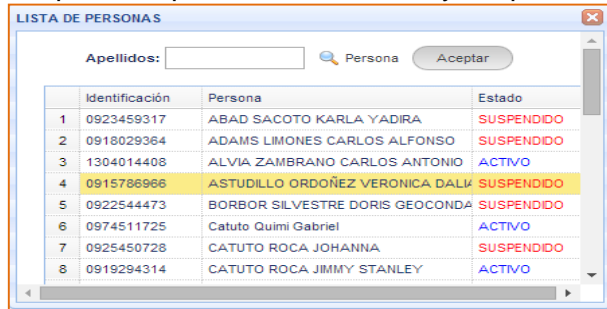 LISTA DE PERSONAS
Apellidos: Persona Aceptar
Identificación Persona Estado
1 0923459317 ABAD SACOTO KARLA YADIRA SUSPENDIDO
2 0918029364 ADAMS LIMONES CARLOS ALFONSO SUSPENDIDO
3 1304014408 ALVIA ZAMBRANO CARLOS ANTONIO ACTIVO
4 0915786966 ASTUDILLO ORDOÑEZ VERONICA DALIA SUSPENDIDO
5 0922544473 BORBOR SILVESTRE DORIS GEOCONDA SUSPENDIDO
6 0974511725 Catuto Quimi Gabriel ACTIVO
7 0925450728 CATUTO ROCA JOHANNA SUSPENDIDO
8 0919294314 CATUTO ROCA JIMMY STANLEY ACTIVO